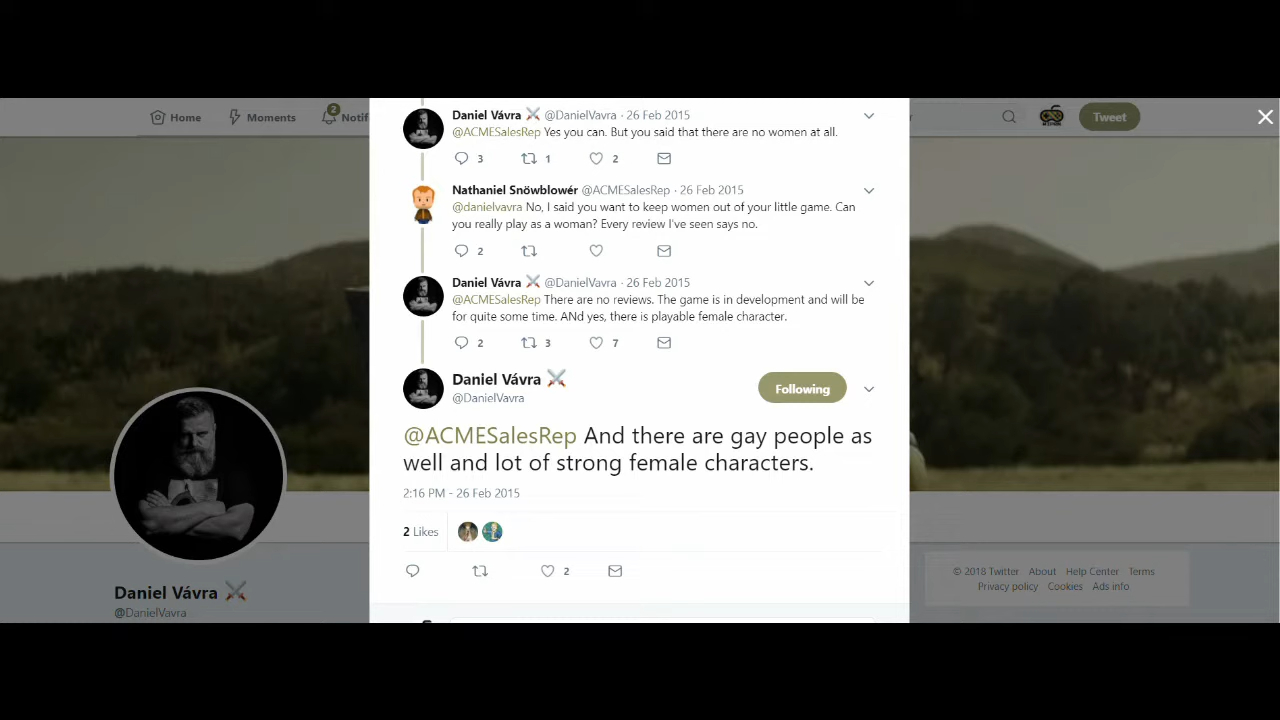 Home
Moments
2
Notif
r
Tweet
Daniel Vávra @DanielVavra · 26 Feb 2015
@ACMESalesRep Yes you can. But you said that there are no women at all.
3 1 2
Nathaniel Snöwblowér @ACMESalesRep · 26 Feb 2015
@danielvavra No, I said you want to keep women out of your little game. Can
you really play as a woman? Every review I've seen says no.
2
Daniel Vávra @DanielVavra · 26 Feb 2015
@ACMESalesRep There are no reviews. The game is in development and will be
for quite some time. ANd yes, there is playable female character.
2 3 7
Daniel Vávra
@DanielVavra
Following
@ACMESalesRep And there are gay people as
well and lot of strong female characters.
2:16 PM - 26 Feb 2015
2 Likes
2
Daniel Vávra
@DanielVavra
© 2018 Twitter About Help Center Terms
Privacy policy Cookies Ads info